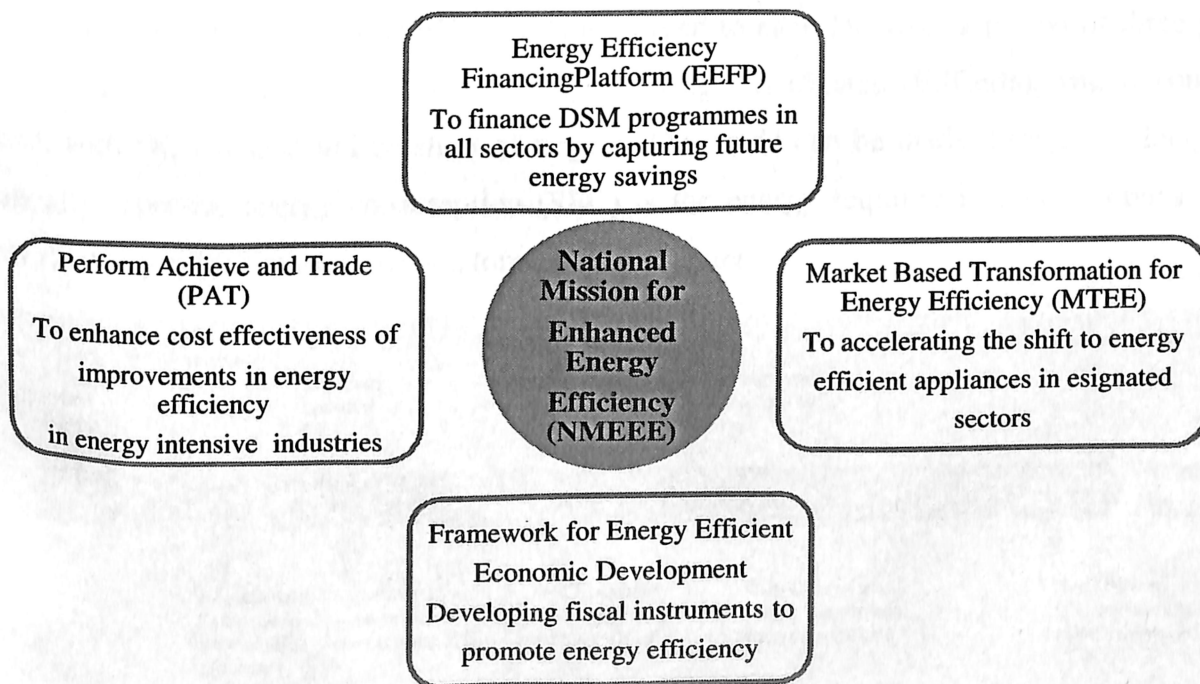 Energy Efficiency
FinancingPlatform (EEFP)
To finance DSM programmes in
all sectors by capturing future
energy savings
Perform Achieve and Trade
(PAT)
To enhance cost effectiveness of
improvements in energy
efficiency
in energy intensive industries
National
Mission for
Enhanced
Energy
Efficiency
(NMEEE)
Market Based Transformation for
Energy Efficiency (MTEE)
To accelerating the shift to energy
efficient appliances in esignated
sectors
Framework for Energy Efficient
Economic Development
Developing fiscal instruments to
promote energy efficiency